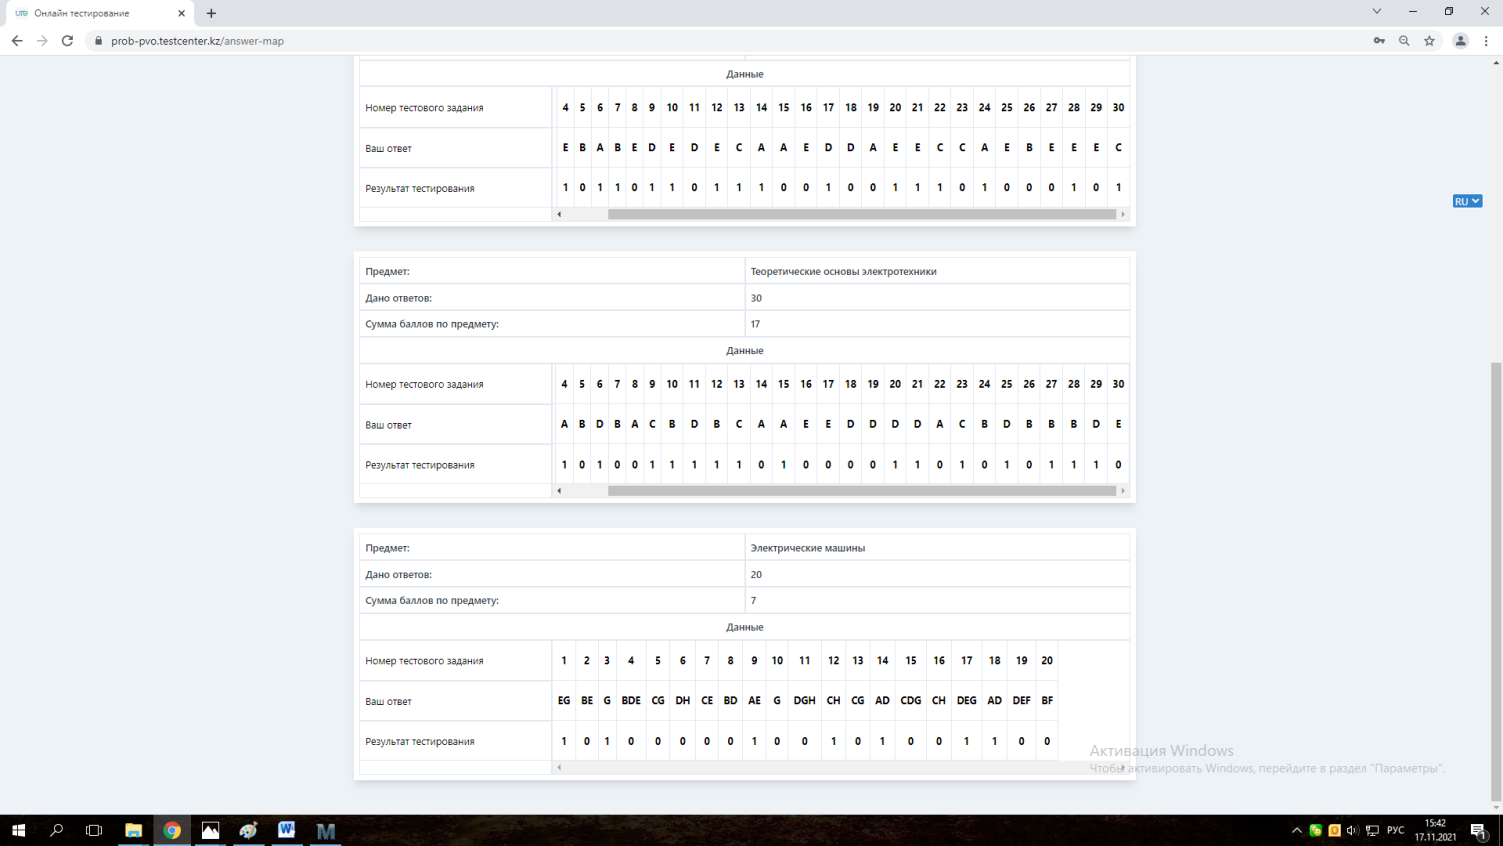 Онлайн тестирование
prob-pvo.testcenter.kz/answer-map
Данные
Номер тестового задания 4 5 6 7 8 9 10 11 12 13 14 15 16 17 18 19 20 21 22 23 24 25 26 27 28 29 30
Ваш ответ E B A B E D E D E C A A E D D A E E C C A E B E E E C
Результат тестирования 1 0 1 1 0 1 1 0 1 1 1 0 0 1 0 0 1 1 1 0 1 0 0 0 1 0 1
RU
Предмет: Теоретические основы электротехники
Дано ответов: 30
Сумма баллов по предмету: 17
Данные
Номер тестового задания 4 5 6 7 8 9 10 11 12 13 14 15 16 17 18 19 20 21 22 23 24 25 26 27 28 29 30
Ваш ответ A B D B A C B D B C A A E E D D D D A C B D B B B D E
Результат тестирования 1 0 1 0 0 1 1 1 1 1 0 1 0 0 0 0 1 1 0 1 0 1 0 1 1 1 0
Предмет: Электрические машины
Дано ответов: 20
Сумма баллов по предмету: 7
Данные
Номер тестового задания 1 2 3 4 5 6 7 8 9 10 11 12 13 14 15 16 17 18 19 20
Ваш ответ EG BE G BDE CG DH CE BD AE G DGH CH CG AD CDG CH DEG AD DEF BF
Результат тестирования 1 0 1 0 0 0 0 0 1 0 0 1 0 1 0 0 1 1 0 0
Активация Windows
Чтобы активировать Windows, перейдите в раздел "Параметры".
РУС
15:42
17.11.2021
1